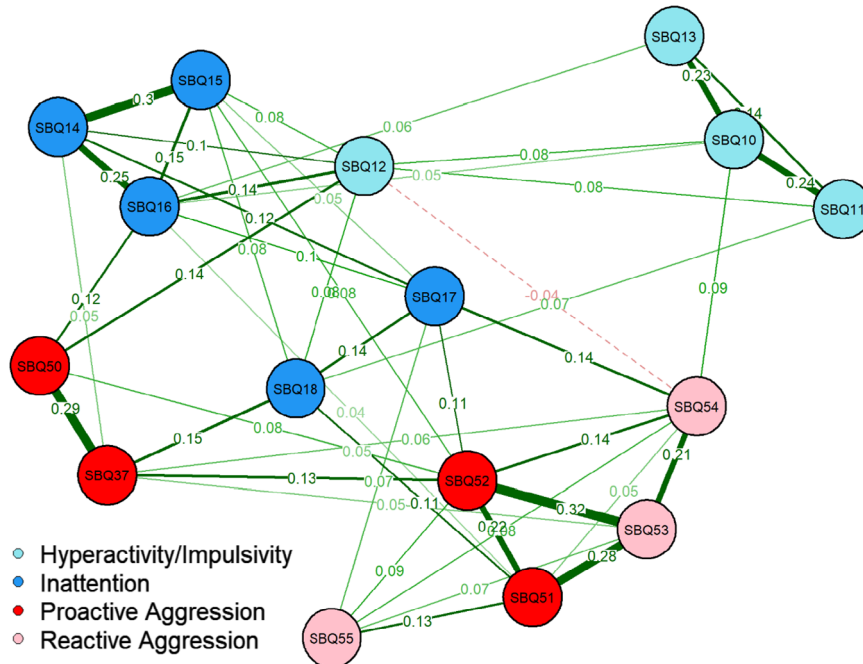 SBQ13
SBQ15
0.23
0.3
SBQ14
0.08
0.06
0.14
SBQ10
0.1
0.15
0.08
SBQ12
0.25
0.05
0.24
0.14
0.08
SBQ16
0.05
SBQ11
0.12
0.08
0.1
0.14
0.07
0.12
0.08
0.08
-0.04
0.09
SBQ17
0.05
0.14
0.14
SBQ50
SBQ18
SBQ54
0.29
0.04
0.11
0.08
0.15
0.06
0.14
0.05
0.21
SBQ37
0.13
0.07
SBQ52
0.05
0.05
0.11
0.32
0.22
0.08
SBQ53
0.28
Hyperactivity/Impulsivity
0.09
0.07
Inattention
SBQ51
Proactive Aggression
0.13
Reactive Aggression
SBQ55